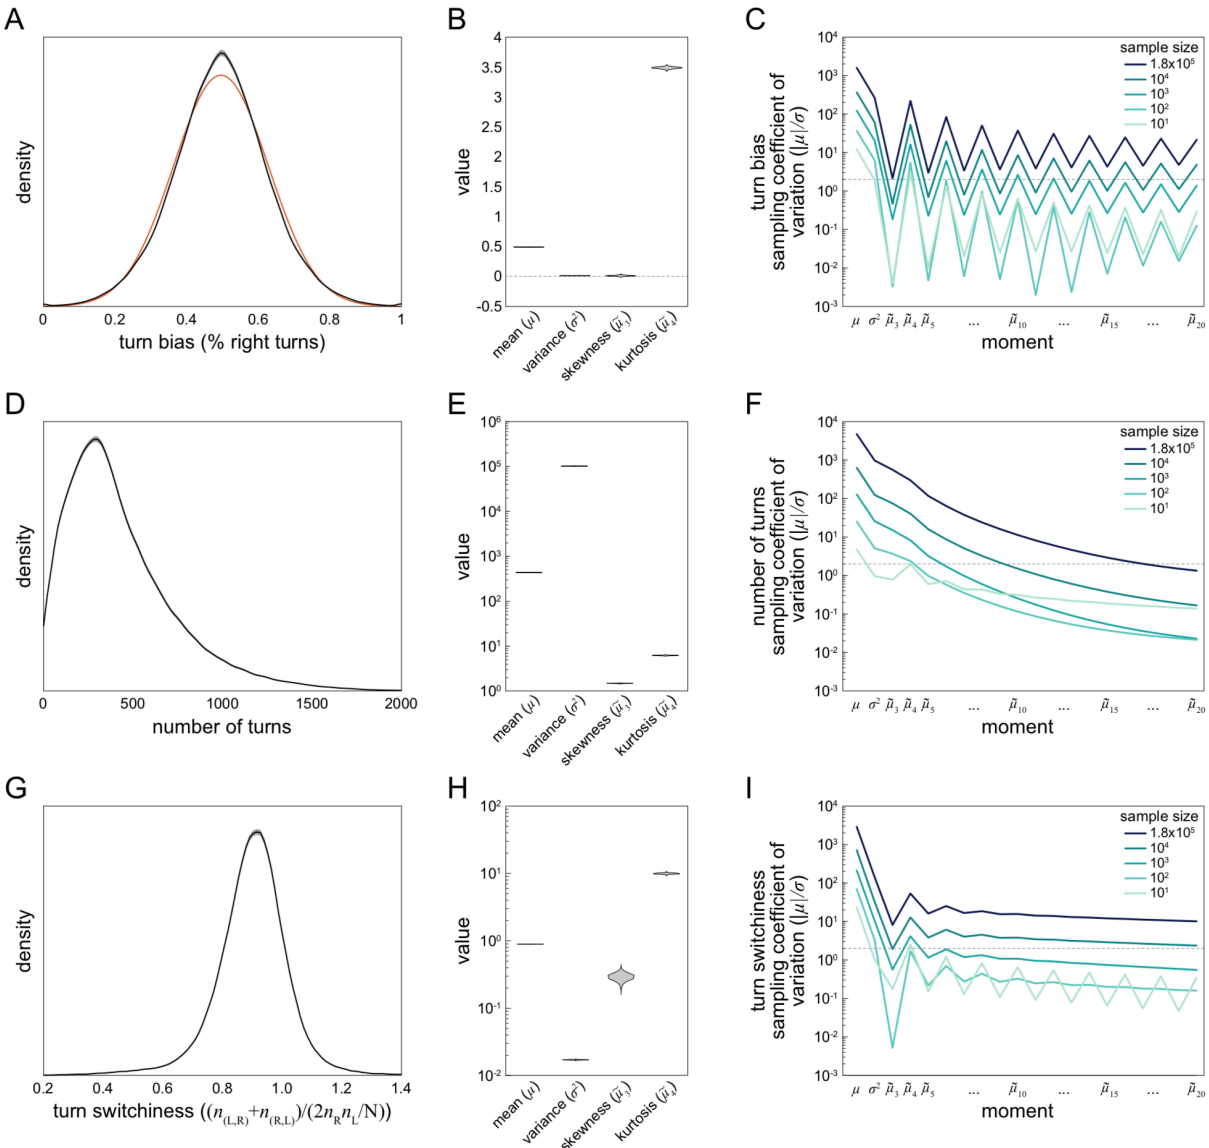 A
density
0
0.2
0.4
0.6
0.8
1
turn bias (% right turns)
B
value
4
3.5
3
2.5
2
1.5
1
0.5
0
-0.5
mean (μ)
variance (σ²)
skewness (μ̃₃)
kurtosis (μ̃₄)
C
turn bias
sampling coefficient of
variation (|μ|/σ)
10⁴
10³
10²
10¹
10⁰
10⁻¹
10⁻²
10⁻³
sample size
1.8x10⁵
10⁴
10³
10²
10¹
μ σ² μ̃₃ μ̃₄ μ̃₅ ... μ̃₁₀ ... μ̃₁₅ ... μ̃₂₀
moment
D
density
0
500
1000
1500
2000
number of turns
E
value
10⁶
10⁵
10⁴
10³
10²
10¹
10⁰
mean (μ)
variance (σ²)
skewness (μ̃₃)
kurtosis (μ̃₄)
F
number of turns
sampling coefficient of
variation (|μ|/σ)
10⁴
10³
10²
10¹
10⁰
10⁻¹
10⁻²
10⁻³
sample size
1.8x10⁵
10⁴
10³
10²
10¹
μ σ² μ̃₃ μ̃₄ μ̃₅ ... μ̃₁₀ ... μ̃₁₅ ... μ̃₂₀
moment
G
density
0.2
0.4
0.6
0.8
1.0
1.2
1.4
turn switchiness ((n₍L,R₎+n₍R,L₎)/(2n_R n_L/N))
H
value
10²
10¹
10⁰
10⁻¹
10⁻²
mean (μ)
variance (σ²)
skewness (μ̃₃)
kurtosis (μ̃₄)
I
turn switchiness
sampling coefficient of
variation (|μ|/σ)
10⁴
10³
10²
10¹
10⁰
10⁻¹
10⁻²
10⁻³
sample size
1.8x10⁵
10⁴
10³
10²
10¹
μ σ² μ̃₃ μ̃₄ μ̃₅ ... μ̃₁₀ ... μ̃₁₅ ... μ̃₂₀
moment